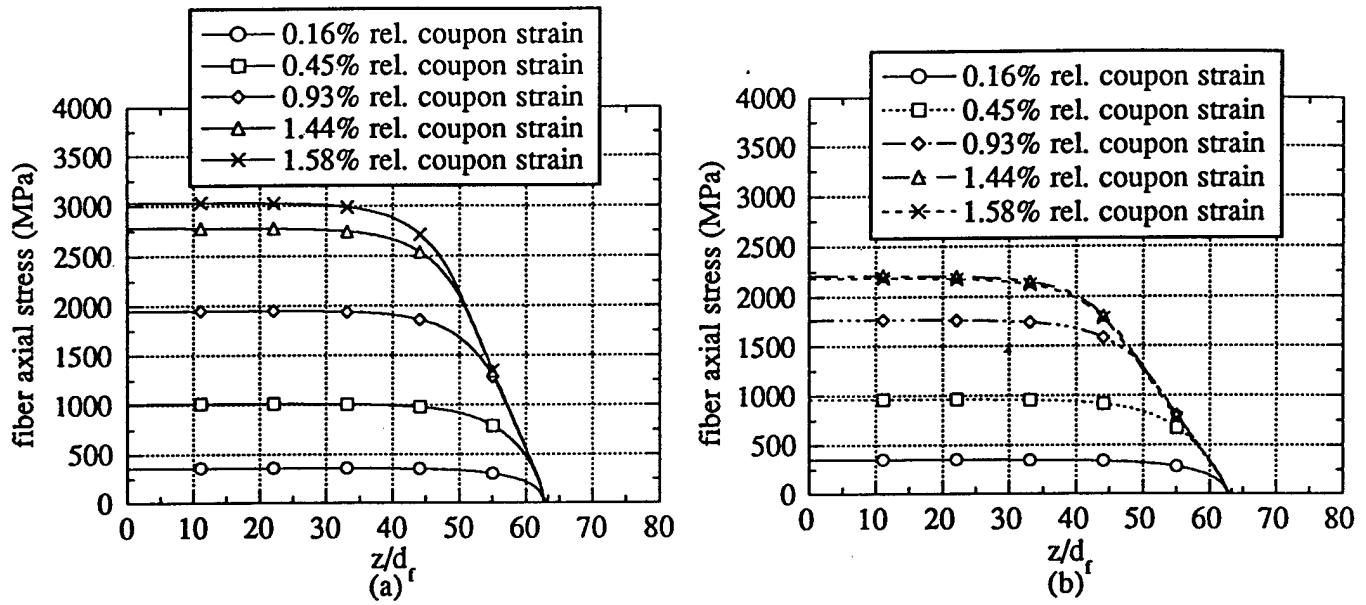 0.16% rel. coupon strain
0.45% rel. coupon strain
0.93% rel. coupon strain
1.44% rel. coupon strain
1.58% rel. coupon strain
fiber axial stress (MPa)
4000
3500
3000
2500
2000
1500
1000
500
0
0 10 20 30 40 50 60 70 80
z/d_f
(a)
0.16% rel. coupon strain
0.45% rel. coupon strain
0.93% rel. coupon strain
1.44% rel. coupon strain
1.58% rel. coupon strain
fiber axial stress (MPa)
4000
3500
3000
2500
2000
1500
1000
500
0
0 10 20 30 40 50 60 70 80
z/d_f
(b)